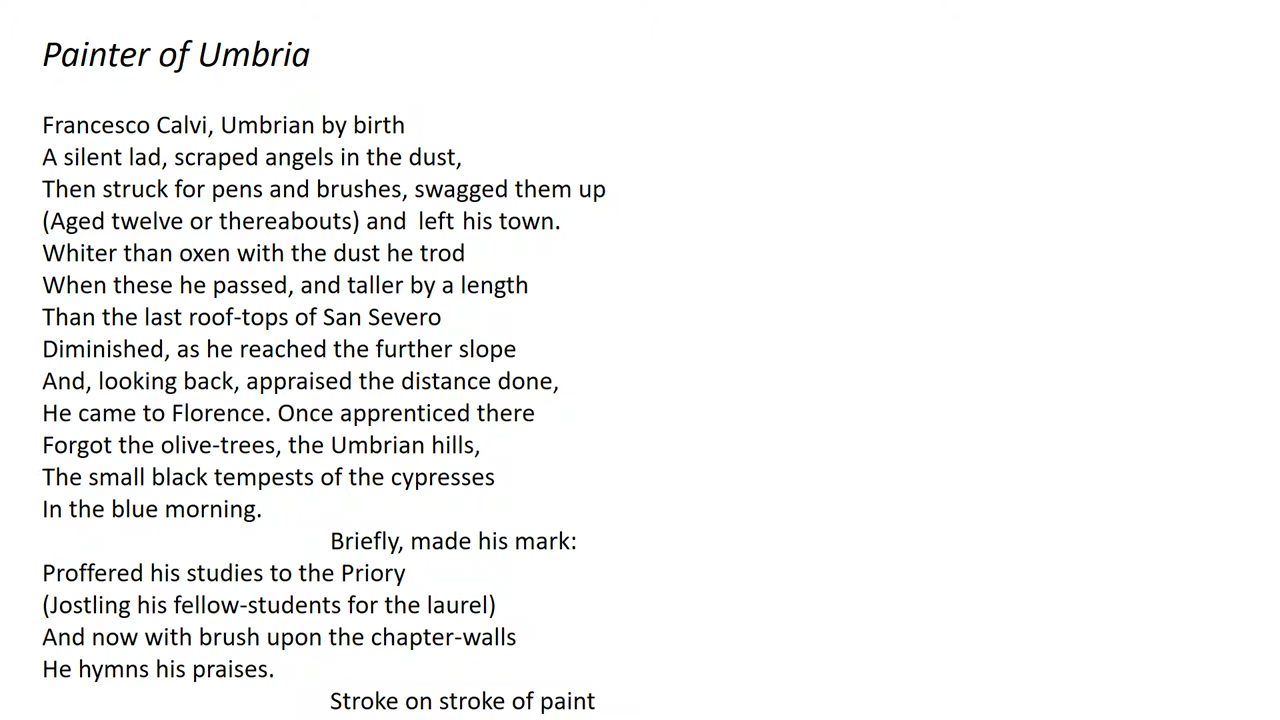 Painter of Umbria
Francesco Calvi, Umbrian by birth
A silent lad, scraped angels in the dust,
Then struck for pens and brushes, swagged them up
(Aged twelve or thereabouts) and  left his town.
Whiter than oxen with the dust he trod
When these he passed, and taller by a length
Than the last roof-tops of San Severo
Diminished, as he reached the further slope
And, looking back, appraised the distance done,
He came to Florence. Once apprenticed there
Forgot the olive-trees, the Umbrian hills,
The small black tempests of the cypresses
In the blue morning.
Briefly, made his mark:
Proffered his studies to the Priory
(Jostling his fellow-students for the laurel)
And now with brush upon the chapter-walls
He hymns his praises.
Stroke on stroke of paint